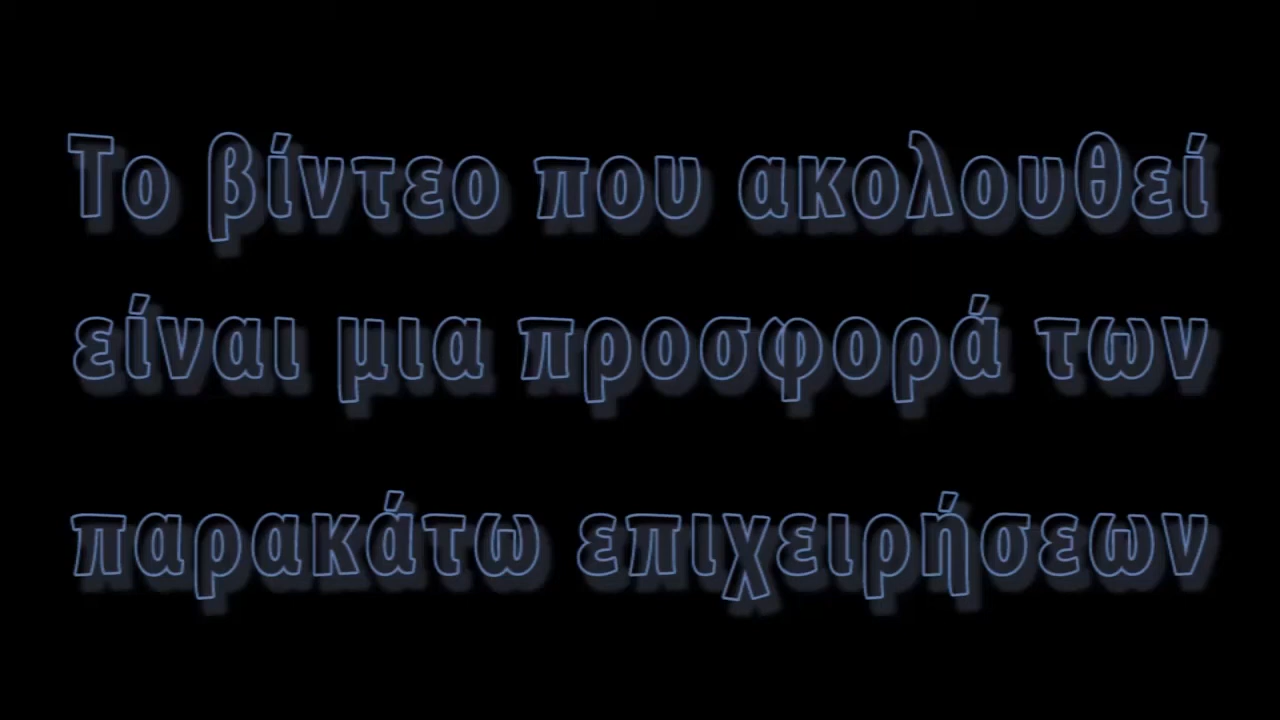 Το βίντεο που ακολουθεί
είναι μια προσφορά των
παρακάτω επιχειρήσεων